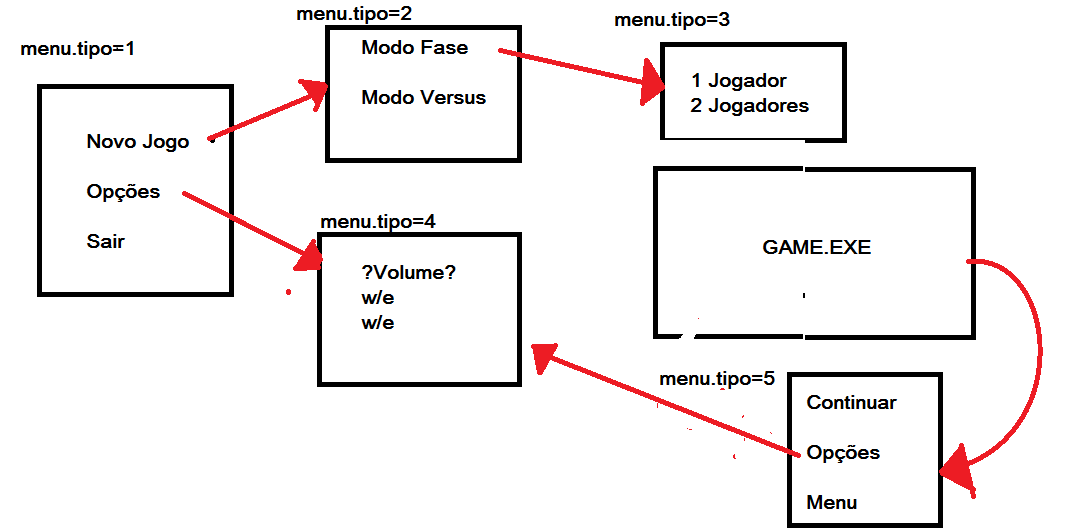 menu.tipo=1
Novo Jogo
Opções
Sair
menu.tipo=2
Modo Fase
Modo Versus
menu.tipo=3
1 Jogador
2 Jogadores
menu.tipo=4
?Volume?
w/e
w/e
GAME.EXE
menu.tipo=5
Continuar
Opções
Menu